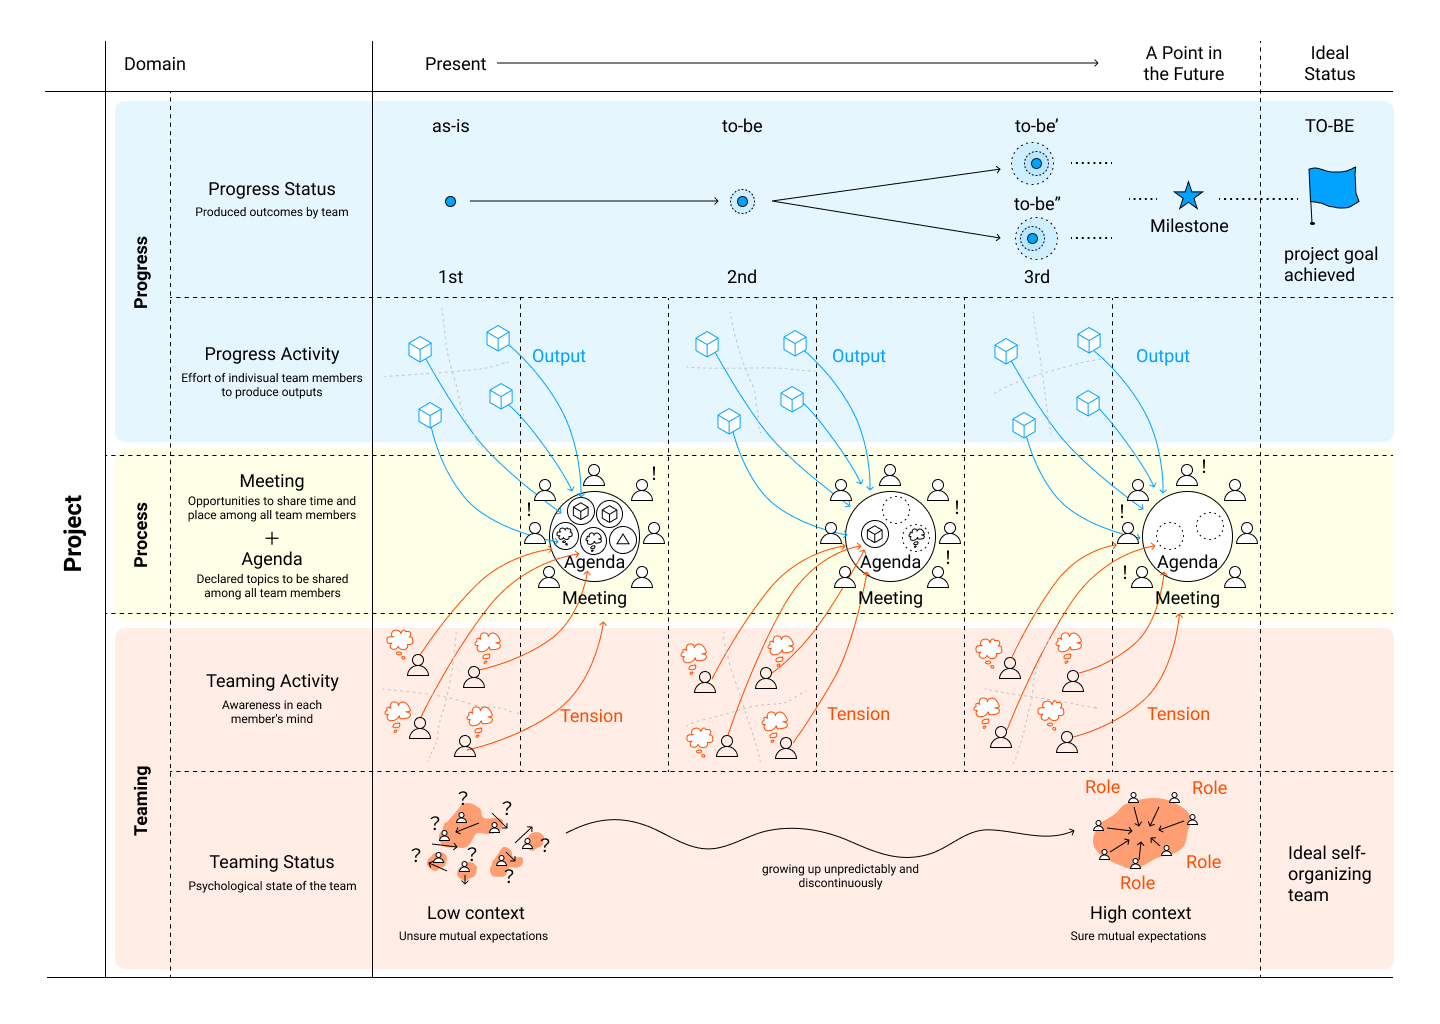 Domain
Present
A Point in
the Future
Ideal
Status
Project
Progress
Progress Status
Produced outcomes by team
as-is
to-be
to-be’
to-be”
TO-BE
Milestone
project goal
achieved
1st
2nd
3rd
Progress Activity
Effort of indivisual team members
to produce outputs
Output
Output
Output
Process
Meeting
Opportunities to share time and
place among all team members
+
Agenda
Declared topics to be shared
among all team members
!
!
Agenda
Meeting
!
!
Agenda
Meeting
!
!
!
Agenda
Meeting
Teaming
Teaming Activity
Awareness in each
member's mind
Tension
Tension
Tension
Teaming Status
Psychological state of the team
?
?
?
?
?
?
?
Low context
Unsure mutual expectations
growing up unpredictably and
discontinuously
Role
Role
Role
Role
High context
Sure mutual expectations
Ideal self-
organizing
team